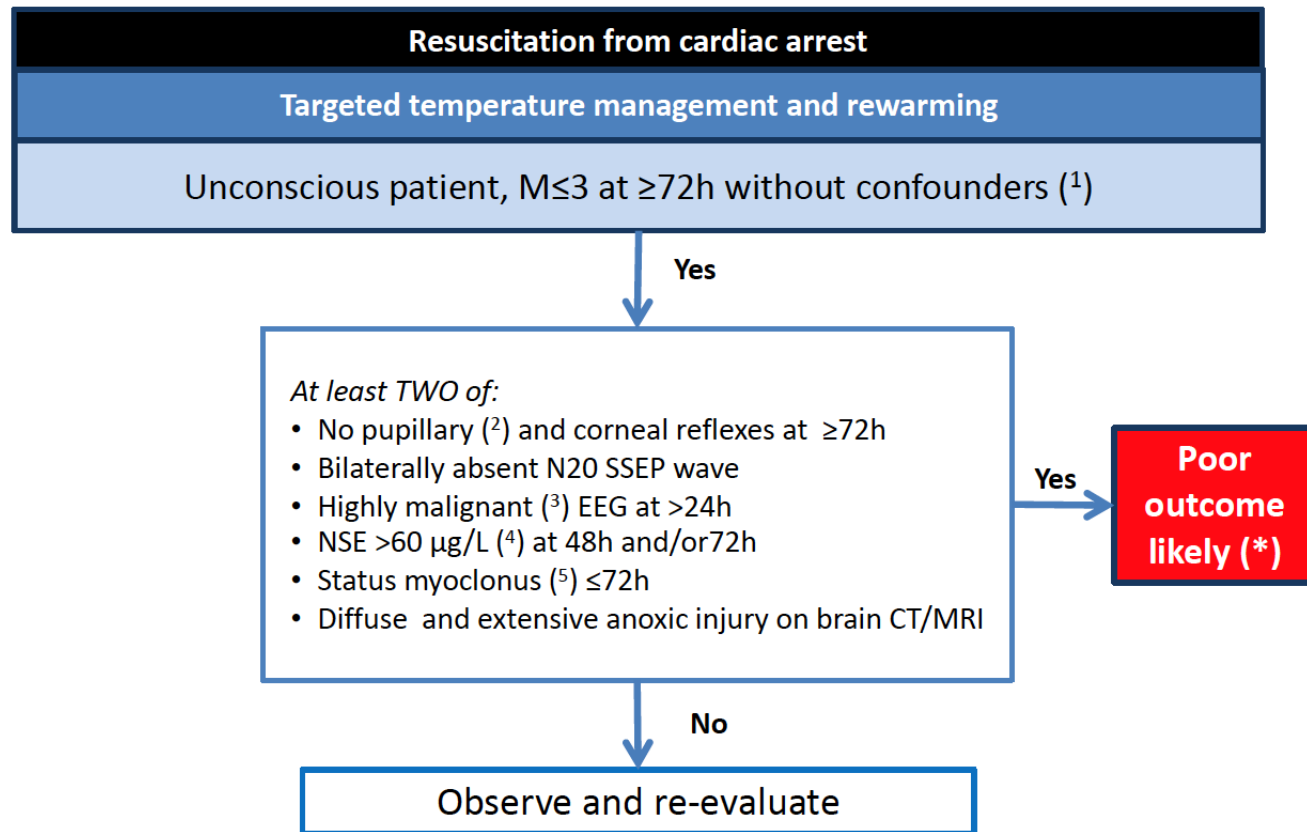 Resuscitation from cardiac arrest
Targeted temperature management and rewarming
Unconscious patient, M≤3 at ≥72h without confounders (¹)
Yes
At least TWO of:
• No pupillary (²) and corneal reflexes at ≥72h
• Bilaterally absent N20 SSEP wave
• Highly malignant (³) EEG at >24h
• NSE >60 µg/L (⁴) at 48h and/or72h
• Status myoclonus (⁵) ≤72h
• Diffuse and extensive anoxic injury on brain CT/MRI
Yes
Poor
outcome
likely (*)
No
Observe and re-evaluate